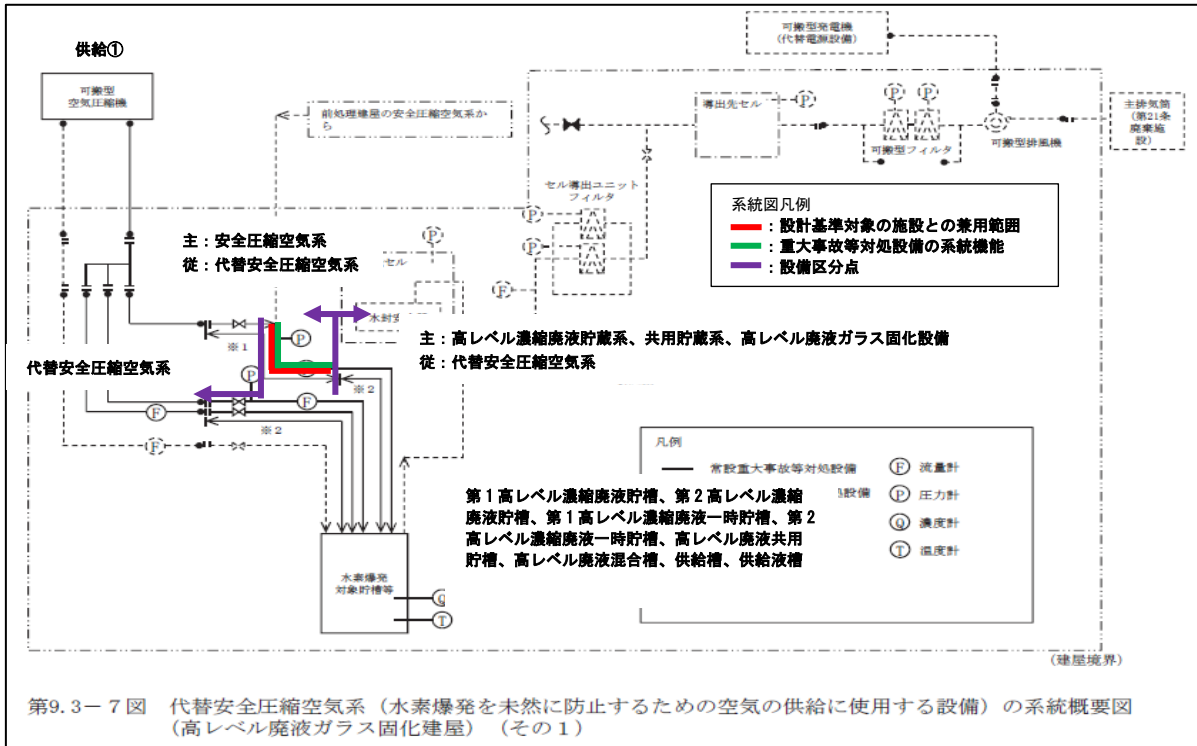 供給①
可搬型
空気圧縮機
可搬型発電機
(代替電源設備)
前処理建屋の安全圧縮空気系か
ら
導出先セル
P
P
P
可搬型フィルタ
可搬型排風機
主排気筒
(第21条
廃棄施
設)
セル導出ユニット
フィルタ
P
P
F
系統図凡例
：設計基準対象の施設との兼用範囲
：重大事故等対処設備の系統機能
：設備区分点
主：安全圧縮空気系
従：代替安全圧縮空気系
P
セル
※1
P
主：高レベル濃縮廃液貯蔵系、共用貯蔵系、高レベル廃液ガラス固化設備
従：代替安全圧縮空気系
代替安全圧縮空気系
P
※2
F
F
※2
F
凡例
常設重大事故等対処設備
設備
F 流量計
P 圧力計
Q 濃度計
T 温度計
第1高レベル濃縮廃液貯槽、第2高レベル濃縮
廃液貯槽、第1高レベル濃縮廃液一時貯槽、第2
高レベル濃縮廃液一時貯槽、高レベル廃液共用
貯槽、高レベル廃液混合槽、供給槽、供給液槽
水素爆発
対象貯槽等
Q
T
(建屋境界)
第9.3－7図 代替安全圧縮空気系（水素爆発を未然に防止するための空気の供給に使用する設備）の系統概要図
(高レベル廃液ガラス固化建屋) (その1)